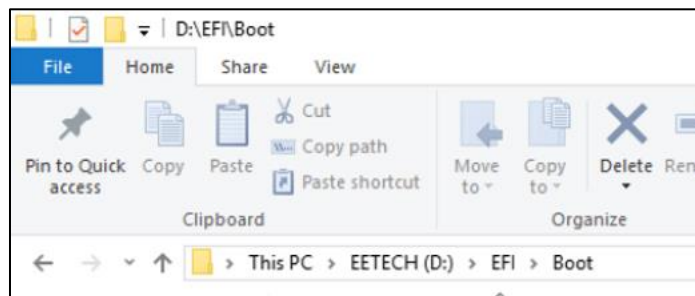 D:\EFI\Boot
File Home Share View
Pin to Quick access
Copy
Paste
Cut
Copy path
Paste shortcut
Move to
Copy to
Delete
Ren
Clipboard
Organize
This PC > EETECH (D:) > EFI > Boot